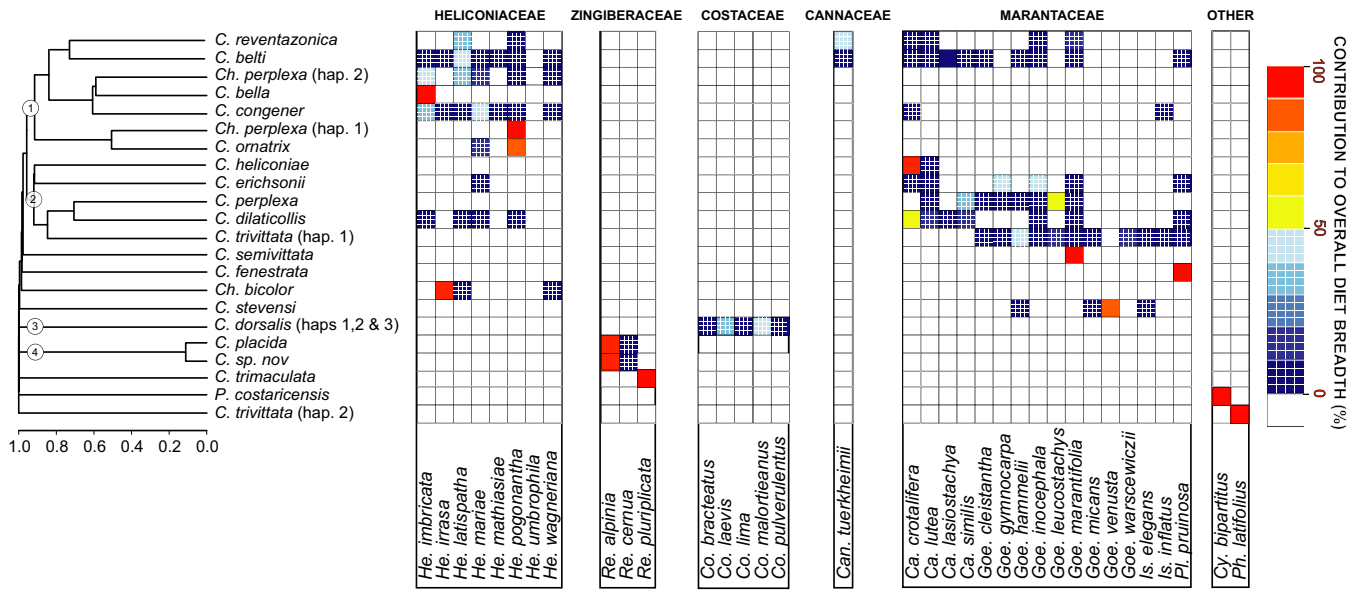 HELICONIACEAE ZINGIBERACEAE COSTACEAE CANNACEAE MARANTACEAE OTHER
C. reventazonica
C. belti
Ch. perplexa (hap. 2)
C. bella
C. congener
Ch. perplexa (hap. 1)
C. ornatrix
C. heliconiae
C. erichsonii
C. perplexa
C. dilaticollis
C. trivittata (hap. 1)
C. semivittata
C. fenestrata
Ch. bicolor
C. stevensi
C. dorsalis (haps 1,2 & 3)
C. placida
C. sp. nov
C. trimaculata
P. costaricensis
C. trivittata (hap. 2)
1
2
3
4
1.0 0.8 0.6 0.4 0.2 0.0
He. imbricata
He. irrasa
He. latispatha
He. mariae
He. mathiasiae
He. pogonantha
He. umbrophila
He. wagneriana
Re. alpinia
Re. cernua
Re. pluriplicata
Co. bracteatus
Co. laevis
Co. lima
Co. malortieanus
Co. pulverulentus
Can. tuerkheimii
Ca. crotalifera
Ca. lutea
Ca. lasiostachya
Ca. similis
Goe. cleistantha
Goe. gymnocarpa
Goe. hammelii
Goe. inocephala
Goe. leucostachys
Goe. marantifolia
Goe. micans
Goe. venusta
Goe. warscewiczii
Is. elegans
Is. inflatus
Pl. pruinosa
Cy. bipartitus
Ph. latifolius
100
50
0
CONTRIBUTION TO OVERALL DIET BREADTH (%)